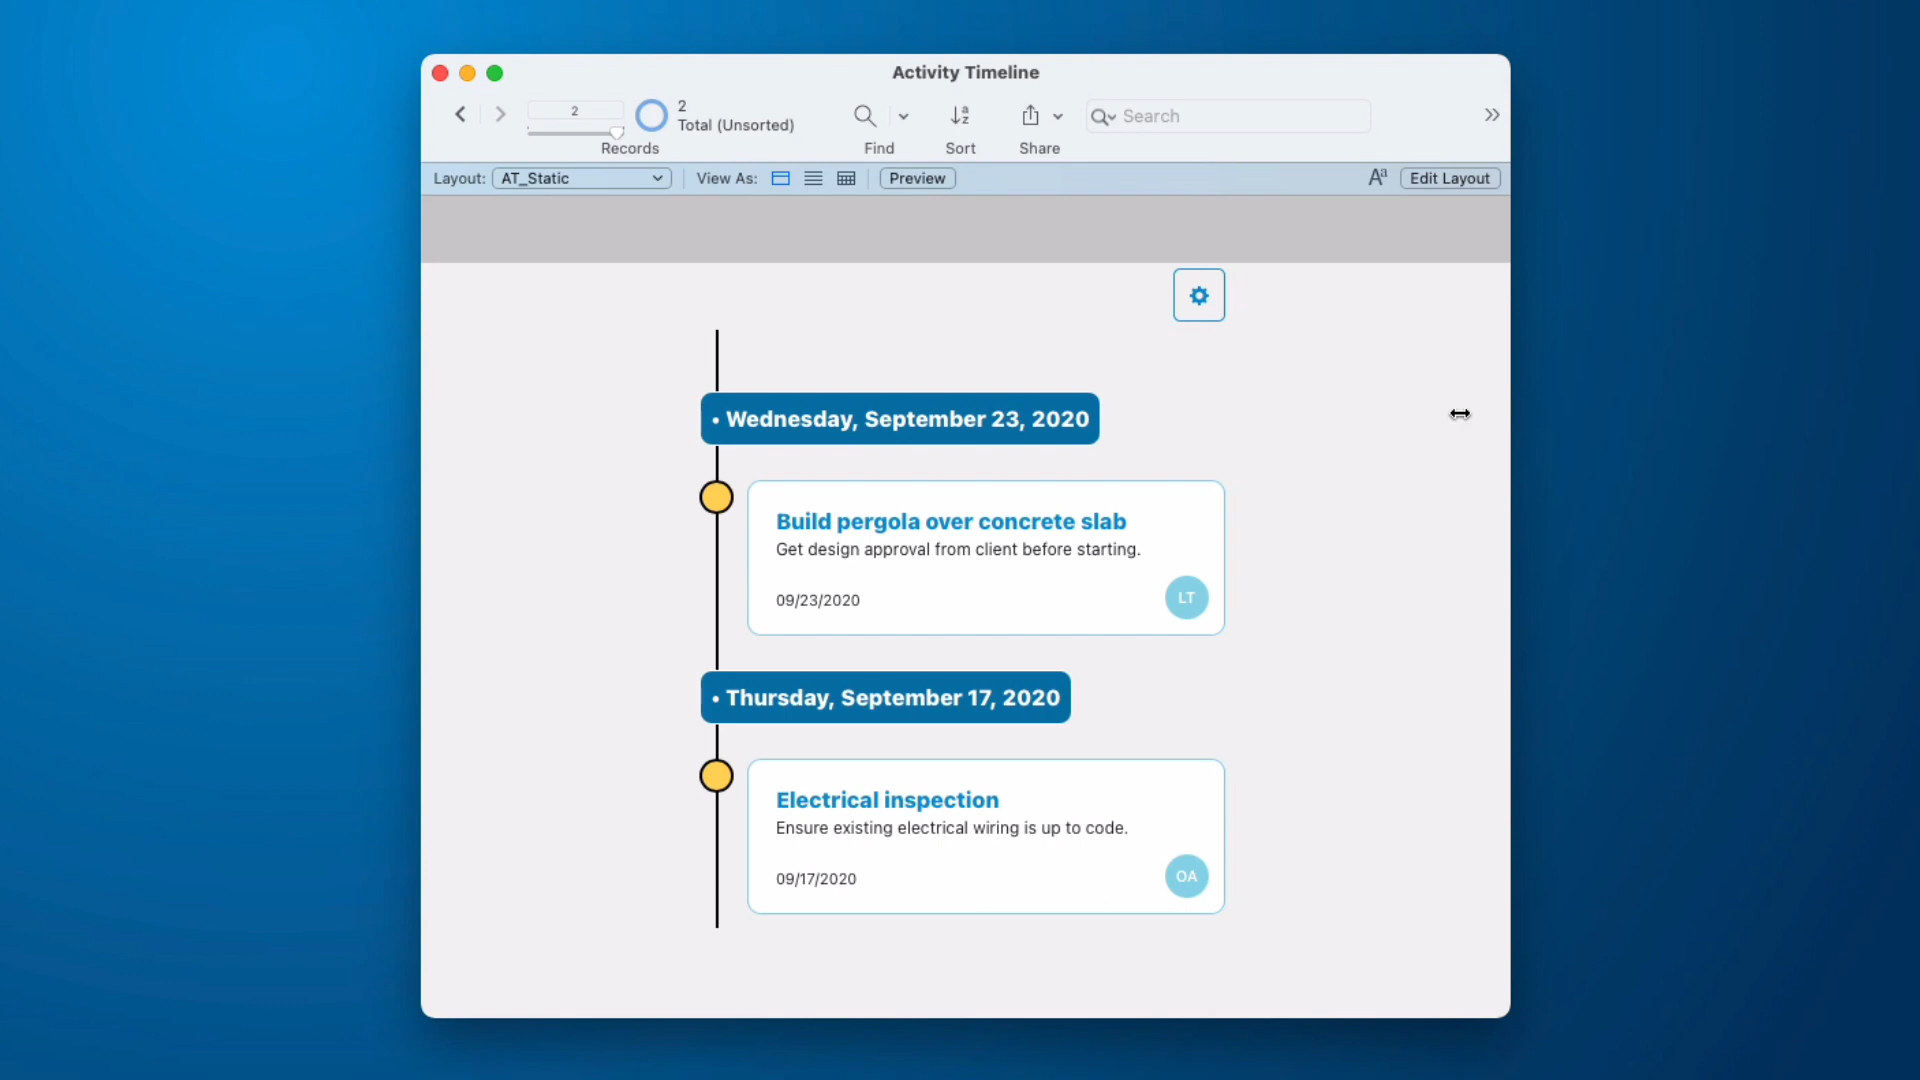 Activity Timeline
2
2
Total (Unsorted)
Search
Records
Find
Sort
Share
Layout: AT_Static
View As:
Preview
Aa
Edit Layout
• Wednesday, September 23, 2020
Build pergola over concrete slab
Get design approval from client before starting.
09/23/2020
LT
• Thursday, September 17, 2020
Electrical inspection
Ensure existing electrical wiring is up to code.
09/17/2020
OA